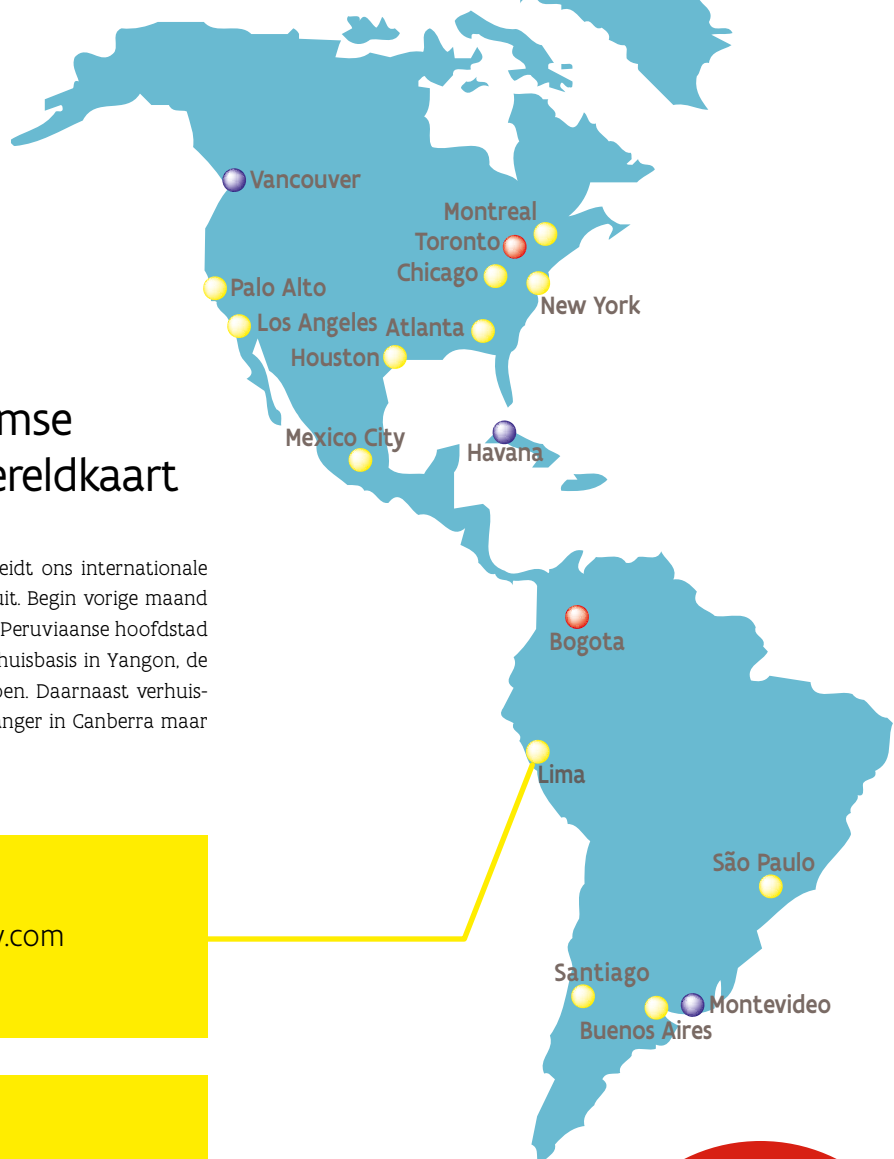 Vancouver
Montreal
Toronto
Chicago
Palo Alto
New York
Los Angeles
Atlanta
Houston
mse
Mexico City
Havana
ereldkaart
eidt ons internationale
uit. Begin vorige maand
Peruviaanse hoofdstad
huisbasis in Yangon, de
pen. Daarnaast verhuis-
anger in Canberra maar
Bogota
Lima
São Paulo
.com
Santiago
Montevideo
Buenos Aires